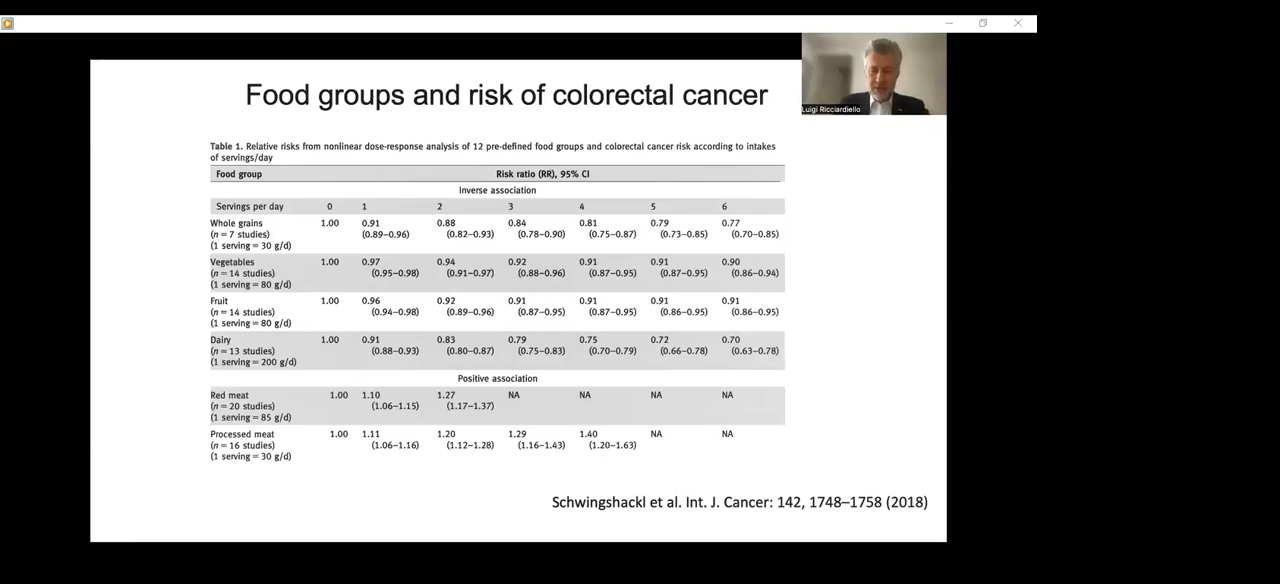 Food groups and risk of colorectal cancer
Luigi Ricciardiello
Table 1. Relative risks from nonlinear dose-response analysis of 12 pre-defined food groups and colorectal cancer risk according to intakes
of servings/day
Food group Risk ratio (RR), 95% CI
Inverse association
Servings per day 0 1 2 3 4 5 6
Whole grains 1.00 0.91 0.88 0.84 0.81 0.79 0.77
(n = 7 studies) (0.89–0.96) (0.82–0.93) (0.78–0.90) (0.75–0.87) (0.73–0.85) (0.70–0.85)
(1 serving = 30 g/d)
Vegetables 1.00 0.97 0.94 0.92 0.91 0.91 0.90
(n = 14 studies) (0.95–0.98) (0.91–0.97) (0.88–0.96) (0.87–0.95) (0.87–0.95) (0.86–0.94)
(1 serving = 80 g/d)
Fruit 1.00 0.96 0.92 0.91 0.91 0.91 0.91
(n = 14 studies) (0.94–0.98) (0.89–0.96) (0.87–0.95) (0.87–0.95) (0.86–0.95) (0.86–0.95)
(1 serving = 80 g/d)
Dairy 1.00 0.91 0.83 0.79 0.75 0.72 0.70
(n = 13 studies) (0.88–0.93) (0.80–0.87) (0.75–0.83) (0.70–0.79) (0.66–0.78) (0.63–0.78)
(1 serving = 200 g/d)
Positive association
Red meat 1.00 1.10 1.27 NA NA NA NA
(n = 20 studies) (1.06–1.15) (1.17–1.37)
(1 serving = 85 g/d)
Processed meat 1.00 1.11 1.20 1.29 1.40 NA NA
(n = 16 studies) (1.06–1.16) (1.12–1.28) (1.16–1.43) (1.20–1.63)
(1 serving = 30 g/d)
Schwingshackl et al. Int. J. Cancer: 142, 1748–1758 (2018)